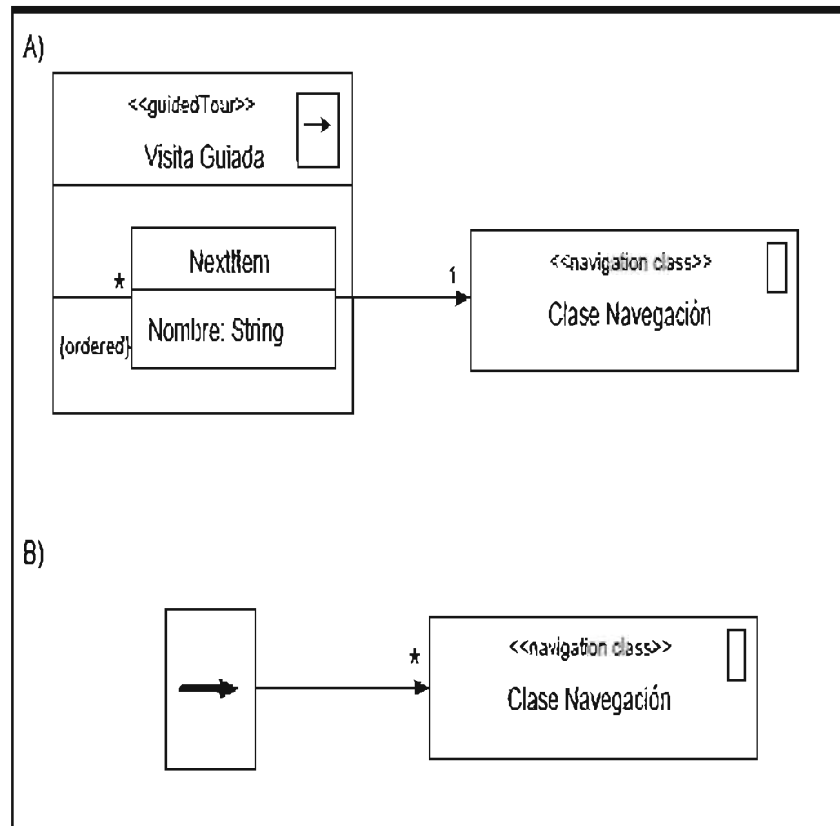 A)
<<guidedTour>>
Visita Guiada
NextItem
*
Nombre: String
{ordered}
1
<<navigation class>>
Clase Navegación
B)
*
<<navigation class>>
Clase Navegación